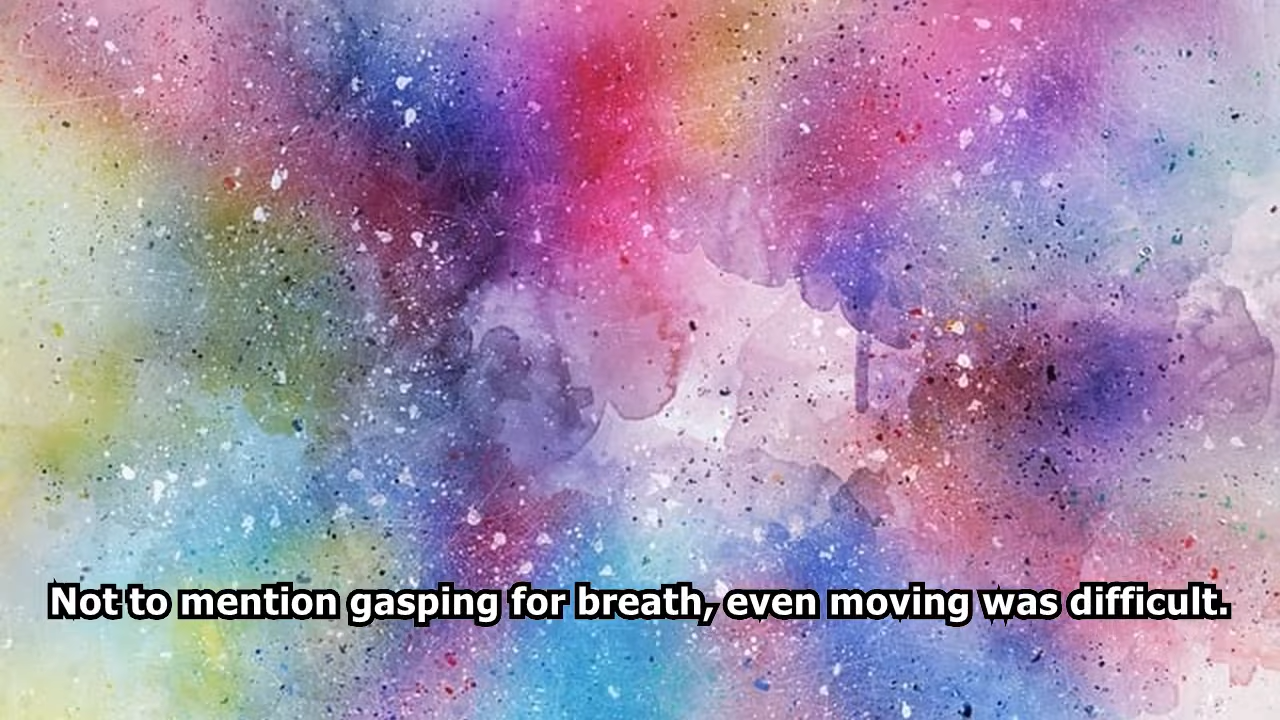 Not to mention gasping for breath, even moving was difficult.